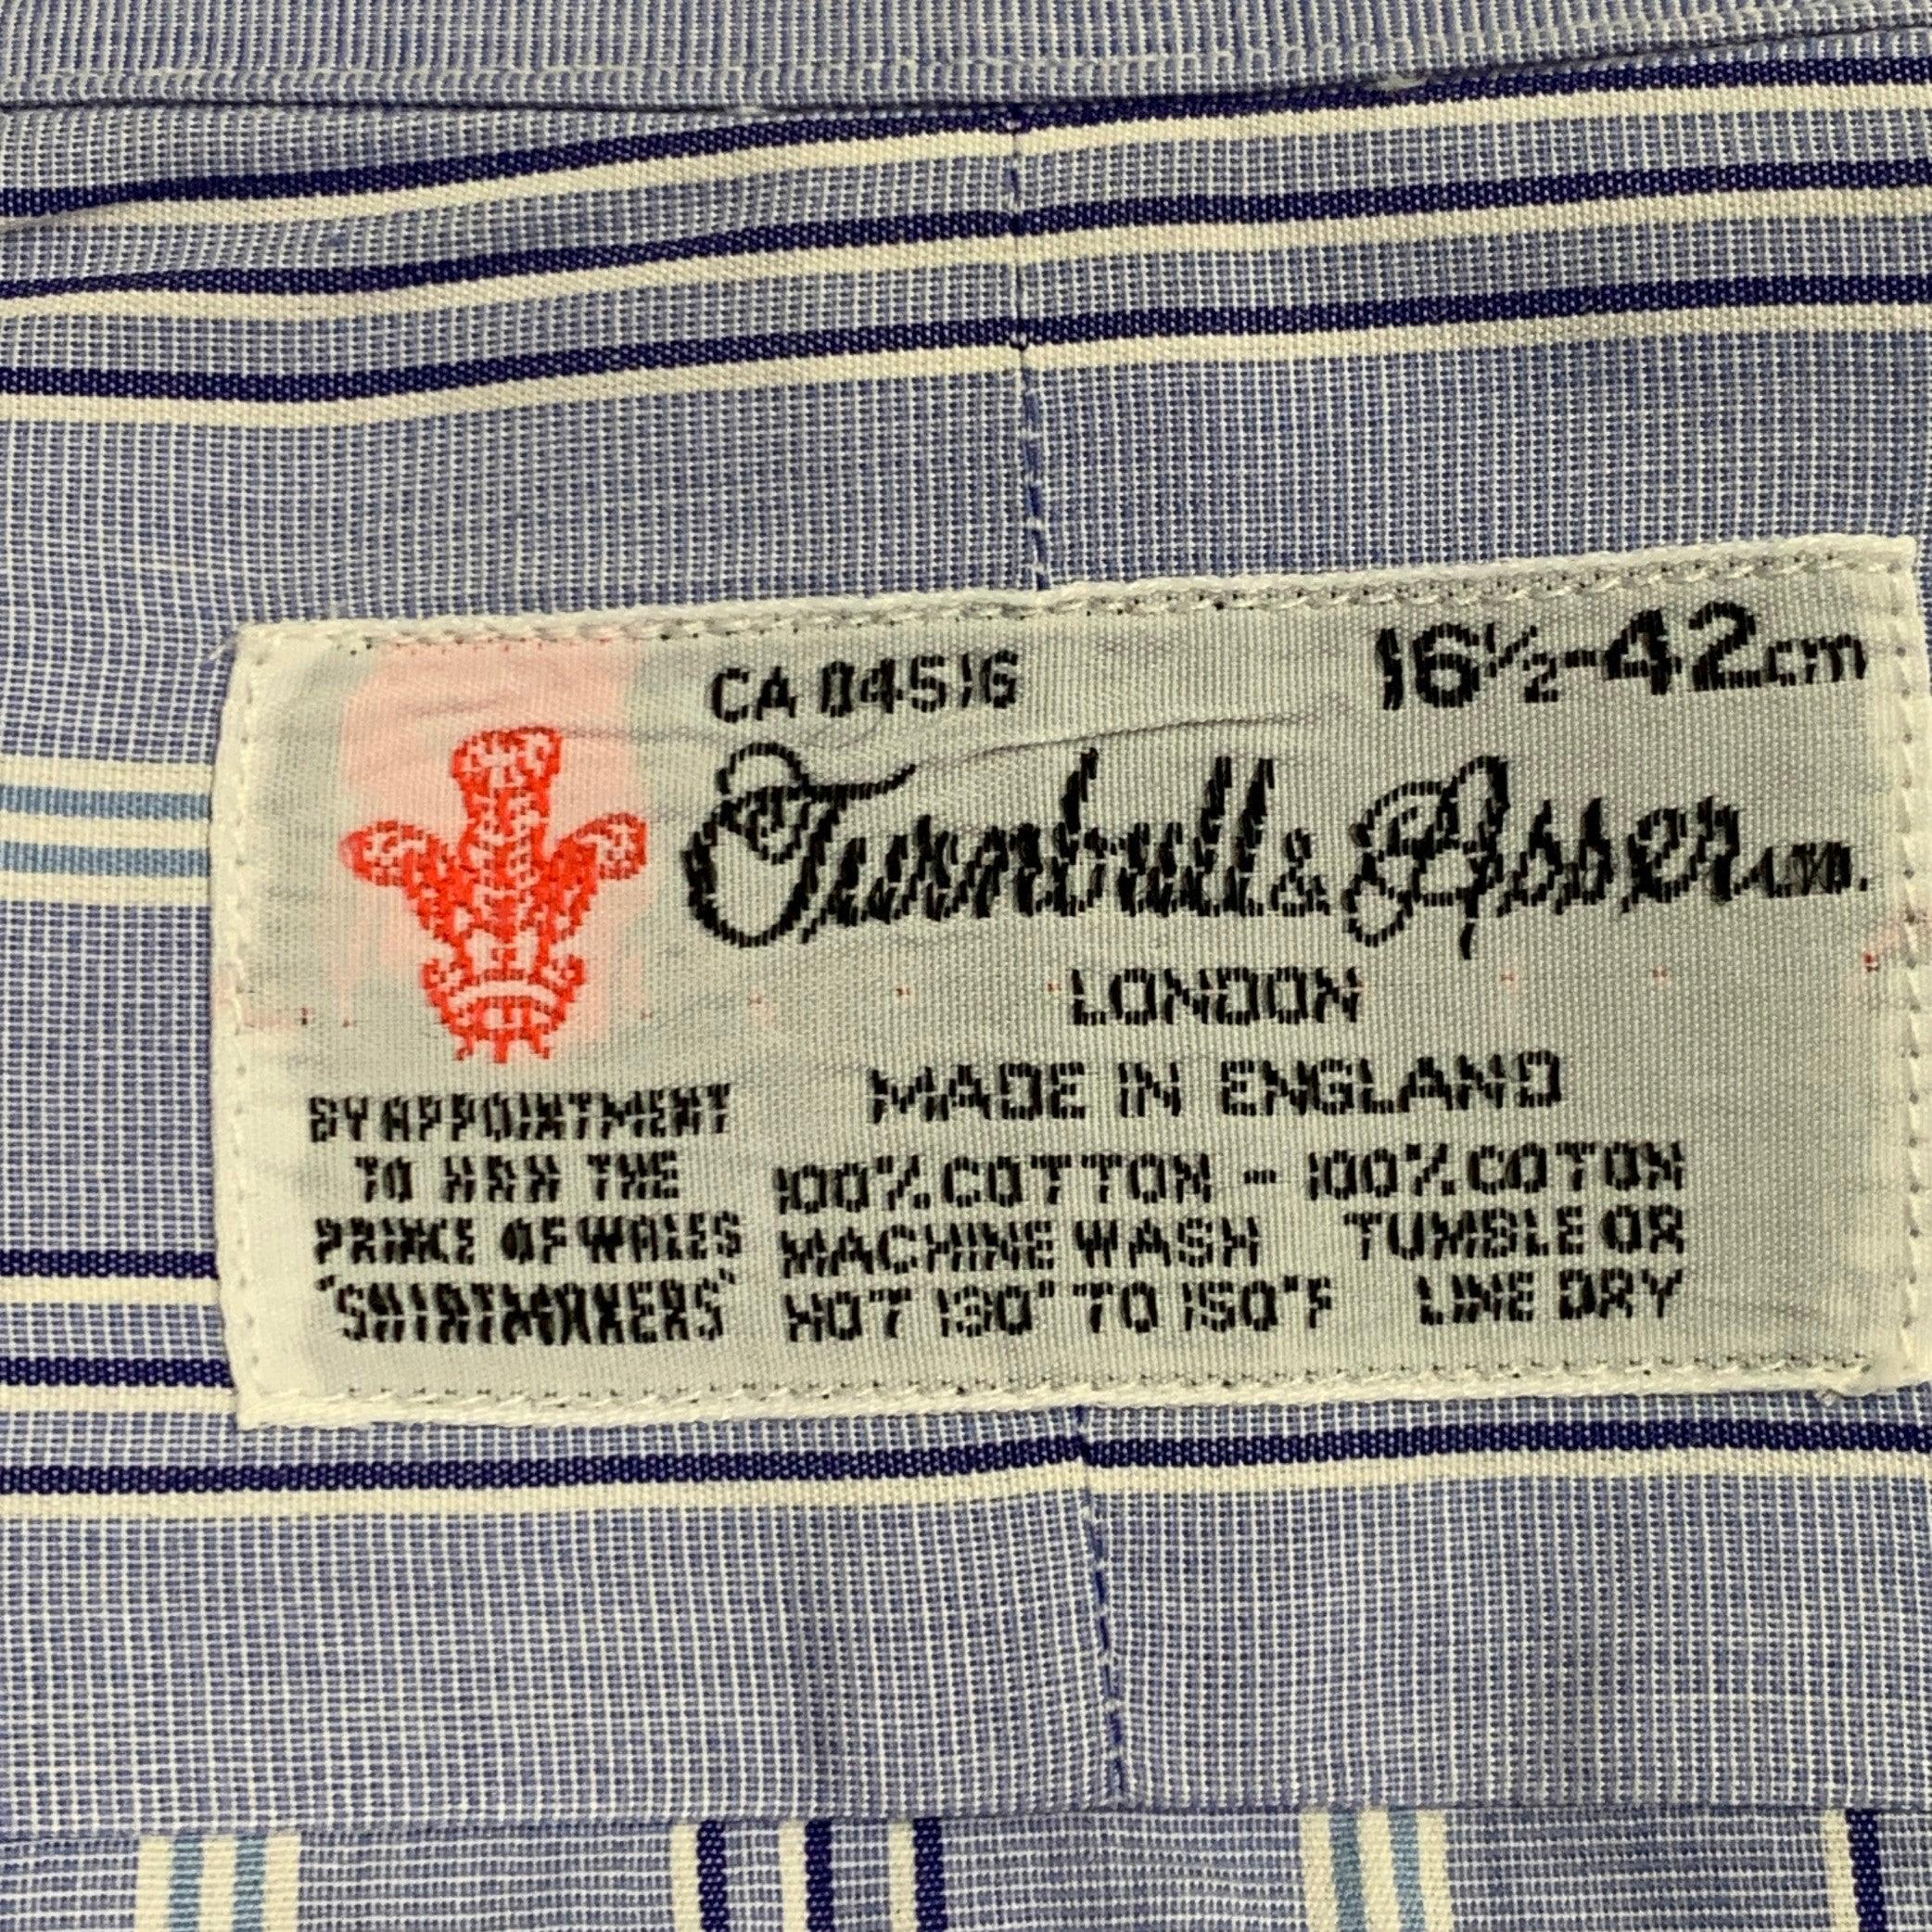 CA 04516 16½-42cm
Turnbull & Asser LTD.
LONDON
MADE IN ENGLAND
BY APPOINTMENT
TO HRH THE
PRINCE OF WALES
"SHIRTMAKERS"
100% COTTON - 100% COTON
MACHINE WASH TUMBLE OR
HOT 130° TO 150°F LINE DRY